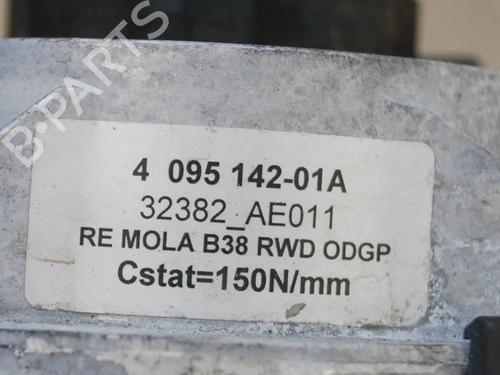 B-PARTS
4 095 142-01A
32382_AE011
RE MOLA B38 RWD ODGP
Cstat=150N/mm